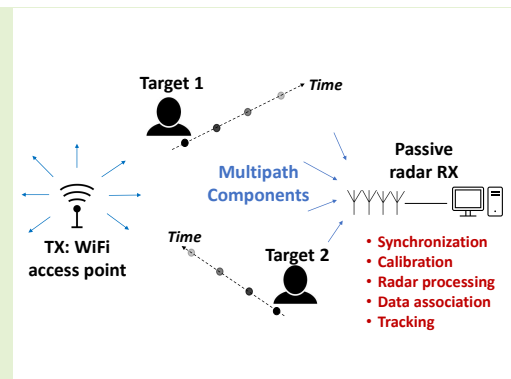 Target 1
Time
Multipath
Components
Passive
radar RX
TX: WiFi
access point
Time
Target 2
• Synchronization
• Calibration
• Radar processing
• Data association
• Tracking